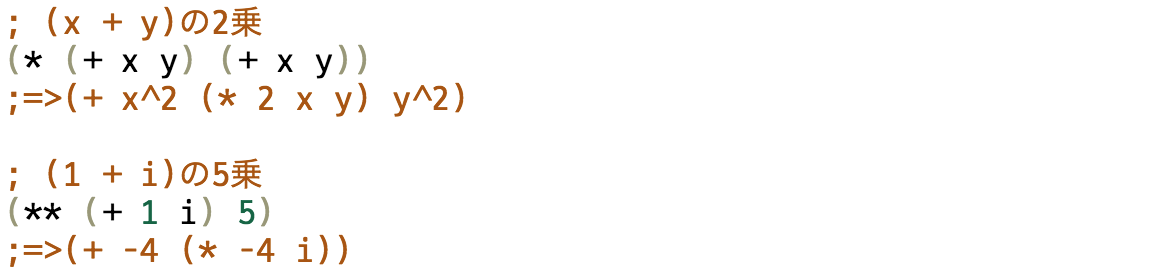 ; (x + y)の2乗
(* (+ x y) (+ x y))
;=>(+ x^2 (* 2 x y) y^2)
; (1 + i)の5乗
(** (+ 1 i) 5)
;=>(+ -4 (* -4 i))